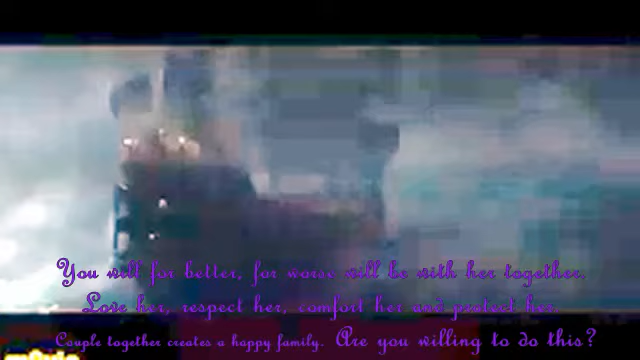 You will for better, for worse will be with her together.
Love her, respect her, comfort her and protect her.
Couple together creates a happy family. Are you willing to do this?